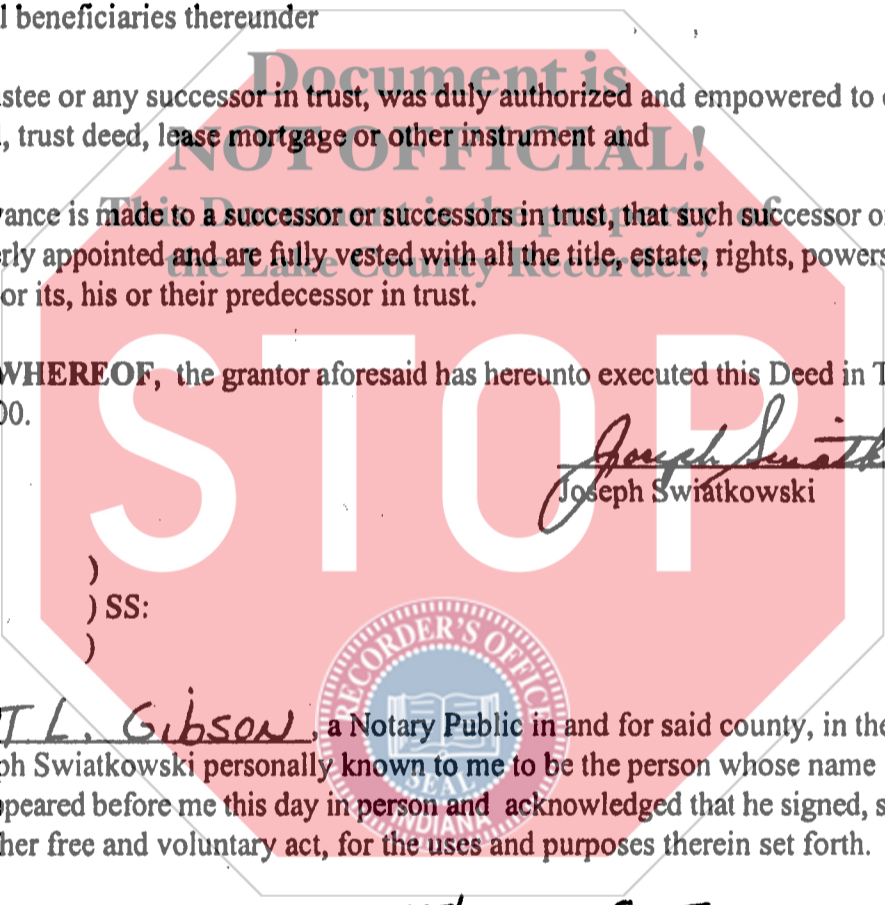 l beneficiaries thereunder
Document is
stee or any successor in trust, was duly authorized and empowered to
, trust deed, lease mortgage or other instrument and
NOT OFFICIAL!
ance is made to a successor or successors in trust, that such successor o
This Document is the property of
rly appointed and are fully vested with all the title, estate, rights, powers
the Lake County Recorder!
or its, his or their predecessor in trust.
WHEREOF, the grantor aforesaid has hereunto executed this Deed in T
00.
STOP
Joseph Swiatk
Joseph Swiatkowski
)
) SS:
)
RECORDER'S OFFICE
T L. Gibson, a Notary Public in and for said county, in the
ph Swiatkowski personally known to me to be the person whose name
SEAL
ppeared before me this day in person and acknowledged that he signed, s
INDIANA
her free and voluntary act, for the uses and purposes therein set forth.